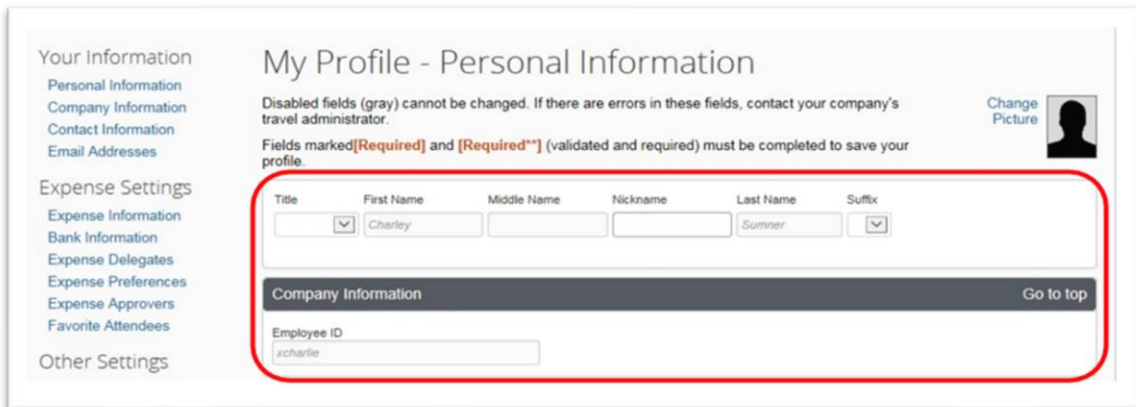 Your Information
Personal Information
Company Information
Contact Information
Email Addresses
Expense Settings
Expense Information
Bank Information
Expense Delegates
Expense Preferences
Expense Approvers
Favorite Attendees
Other Settings
My Profile - Personal Information
Disabled fields (gray) cannot be changed. If there are errors in these fields, contact your company's
travel administrator.
Fields marked[Required] and [Required**] (validated and required) must be completed to save your
profile.
Change
Picture
Title First Name Middle Name Nickname Last Name Suffix
Charley Sumner
Company Information Go to top
Employee ID
xcharlie